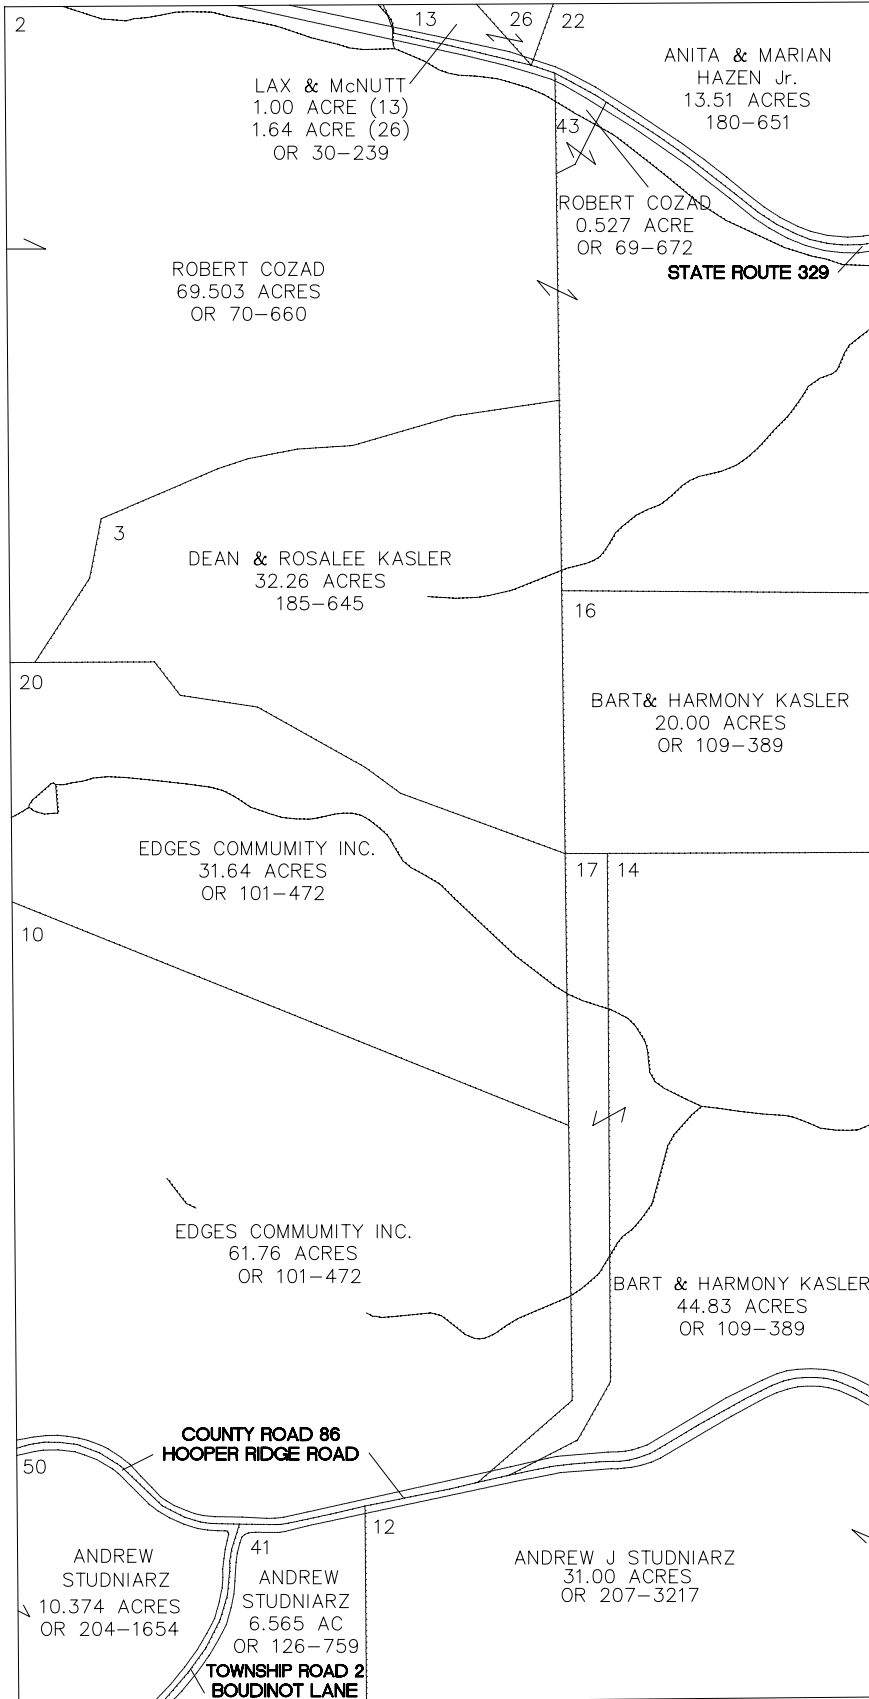 2
13
26
22
LAX & McNUTT
1.00 ACRE (13)
1.64 ACRE (26)
OR 30-239
ANITA & MARIAN
HAZEN Jr.
13.51 ACRES
180-651
43
ROBERT COZAD
0.527 ACRE
OR 69-672
STATE ROUTE 329
ROBERT COZAD
69.503 ACRES
OR 70-660
3
DEAN & ROSALEE KASLER
32.26 ACRES
185-645
16
BART& HARMONY KASLER
20.00 ACRES
OR 109-389
20
EDGES COMMUMITY INC.
31.64 ACRES
OR 101-472
17
14
10
EDGES COMMUMITY INC.
61.76 ACRES
OR 101-472
BART & HARMONY KASLER
44.83 ACRES
OR 109-389
COUNTY ROAD 86
HOOPER RIDGE ROAD
50
41
12
ANDREW
STUDNIARZ
10.374 ACRES
OR 204-1654
ANDREW
STUDNIARZ
6.565 AC
OR 126-759
ANDREW J STUDNIARZ
31.00 ACRES
OR 207-3217
TOWNSHIP ROAD 2
BOUDINOT LANE